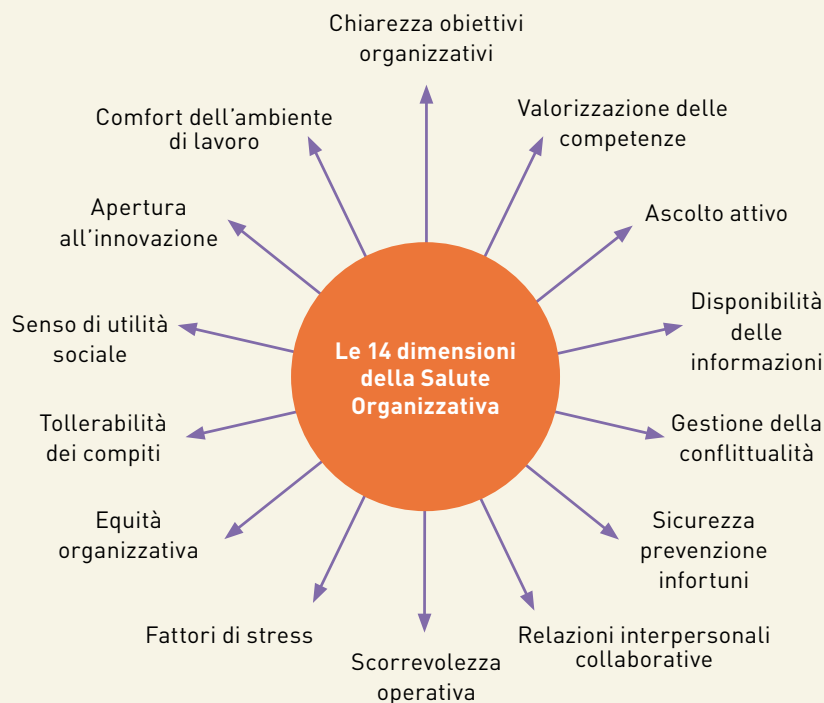 Chiarezza obiettivi
organizzativi
Valorizzazione delle
competenze
Ascolto attivo
Disponibilità
delle
informazioni
Gestione della
conflittualità
Sicurezza
prevenzione
infortuni
Relazioni interpersonali
collaborative
Scorrevolezza
operativa
Fattori di stress
Equità
organizzativa
Tollerabilità
dei compiti
Senso di utilità
sociale
Apertura
all'innovazione
Comfort dell'ambiente
di lavoro
Le 14 dimensioni
della Salute
Organizzativa